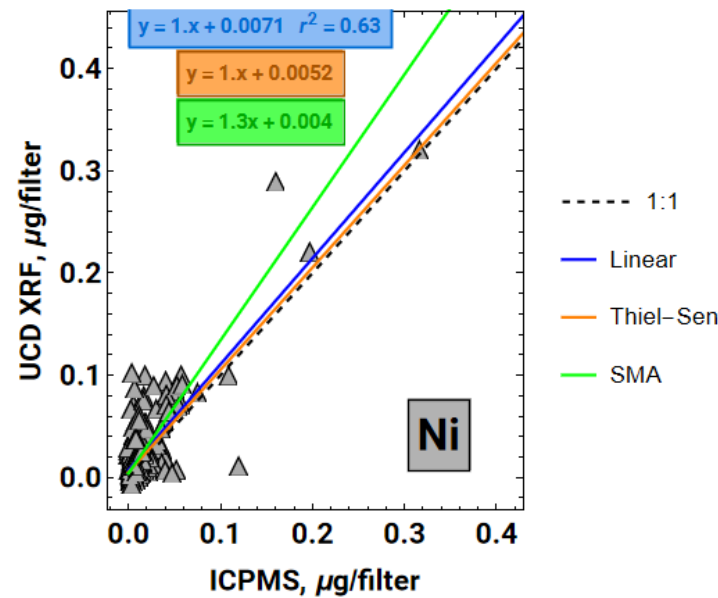 y = 1.x + 0.0071 r² = 0.63
y = 1.x + 0.0052
y = 1.3x + 0.004
0.4
0.3
0.2
0.1
0.0
UCD XRF, μg/filter
Ni
0.0 0.1 0.2 0.3 0.4
ICPMS, μg/filter
1:1
Linear
Thiel–Sen
SMA